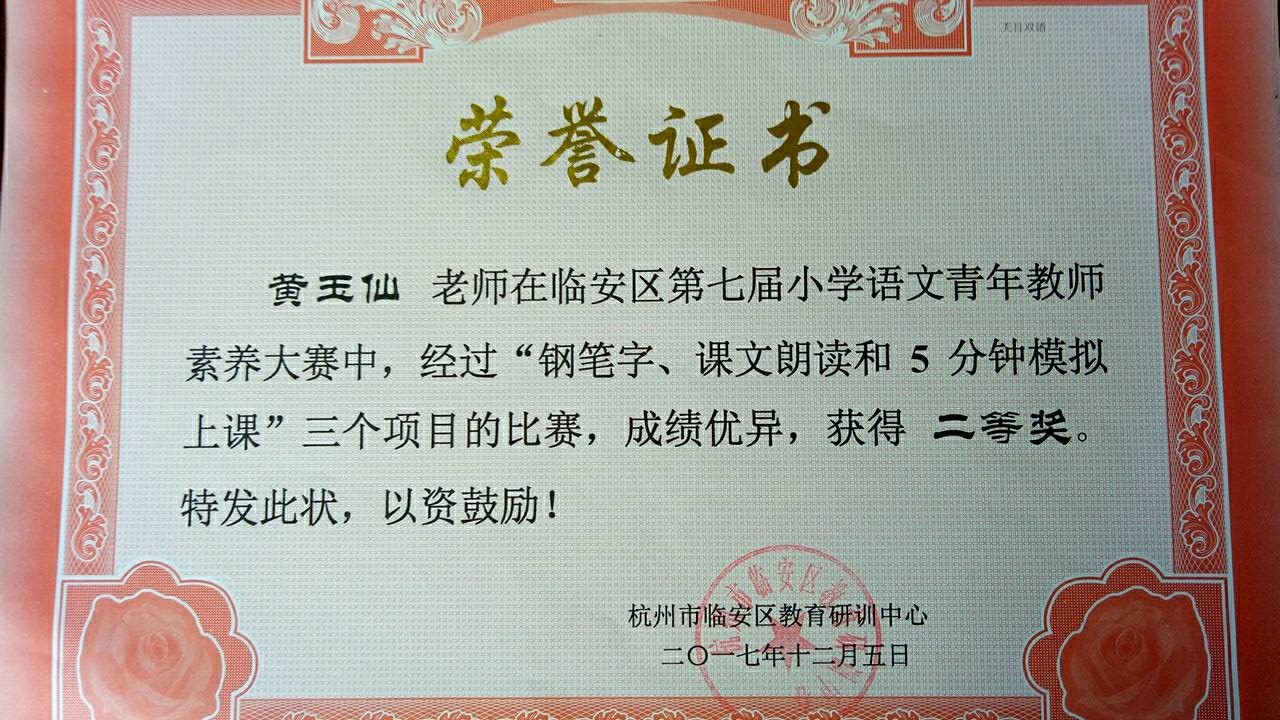 天目双语
荣誉证书
黄玉仙 老师在临安区第七届小学语文青年教师
素养大赛中，经过“钢笔字、课文朗读和 5 分钟模拟
上课”三个项目的比赛，成绩优异，获得 二等奖。
特发此状，以资鼓励！
杭州市临安区教育研训中心
二〇一七年十二月五日